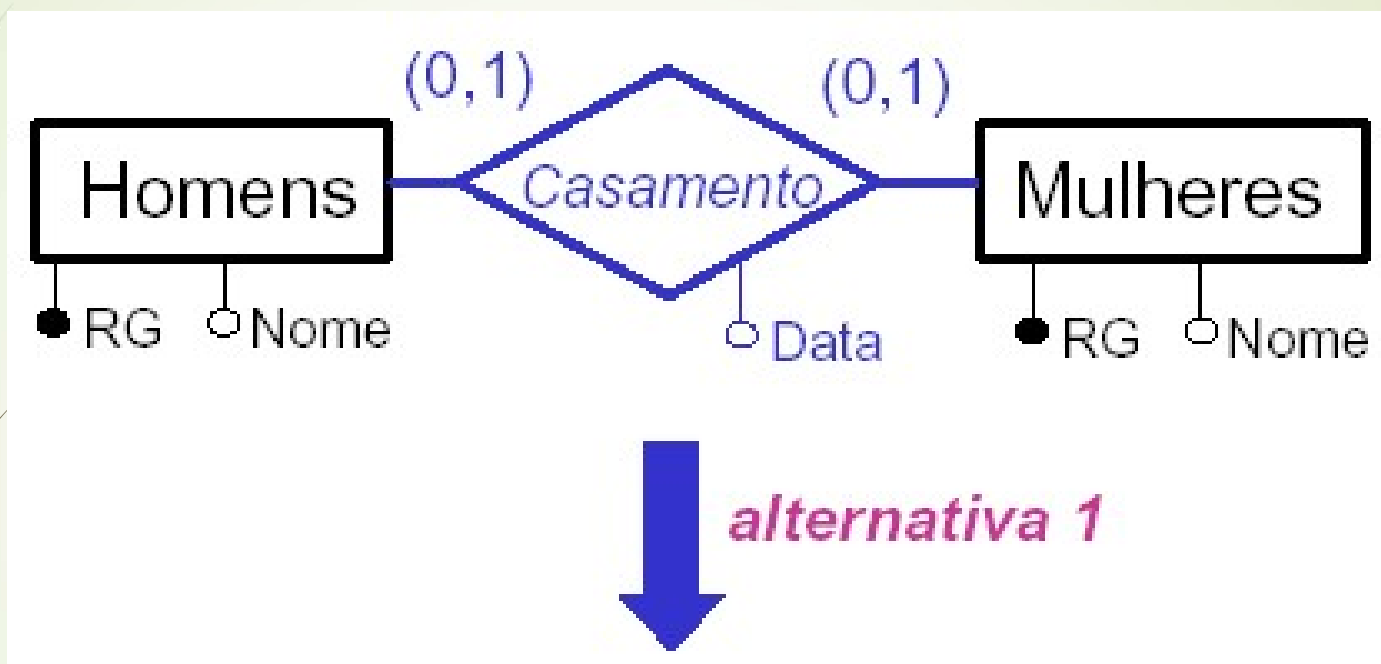 (0,1) (0,1)
Homens Casamento Mulheres
RG Nome Data RG Nome
alternativa 1